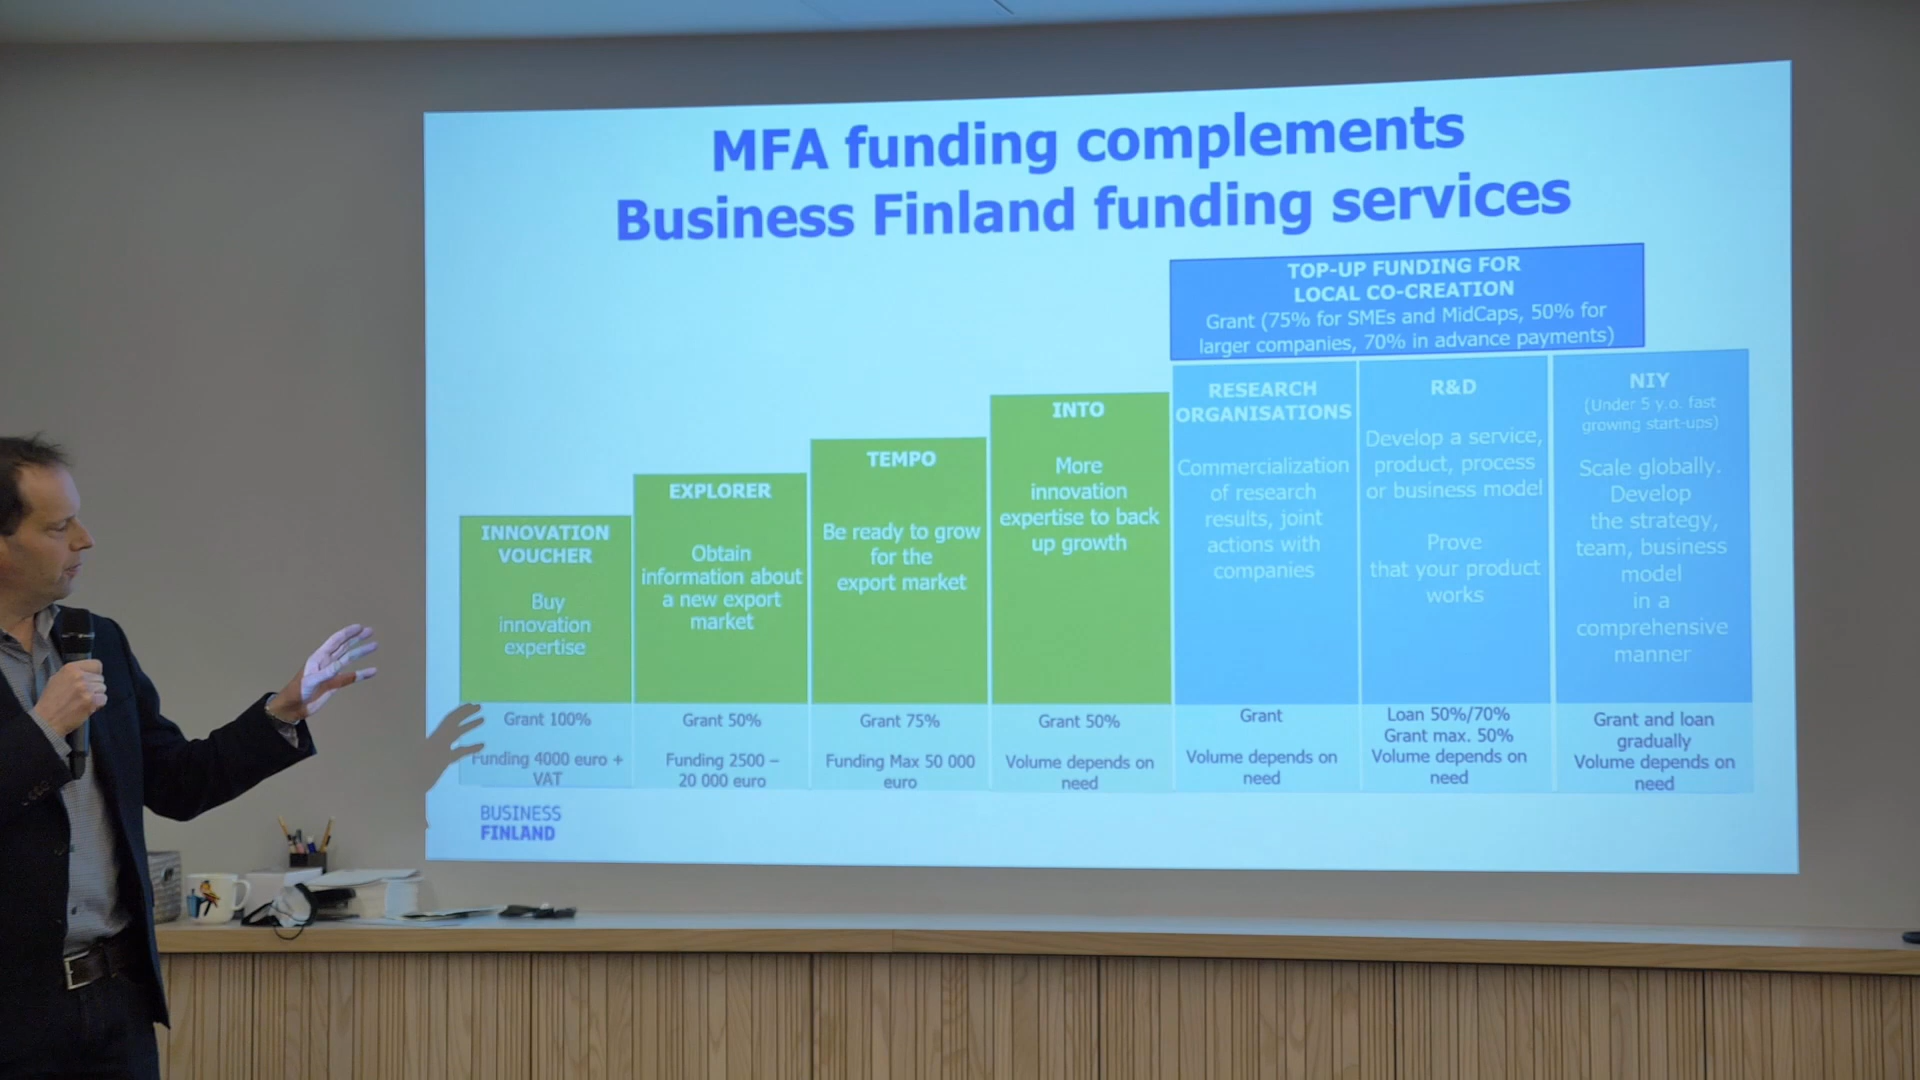 MFA funding complements
Business Finland funding services
TOP-UP FUNDING FOR
LOCAL CO-CREATION
Grant (75% for SMEs and MidCaps, 50% for
larger companies, 70% in advance payments)
INNOVATION
VOUCHER
Buy
innovation
expertise
Grant 100%
Funding 4000 euro +
VAT
EXPLORER
Obtain
information about
a new export
market
Grant 50%
Funding 2500 –
20 000 euro
TEMPO
Be ready to grow
for the
export market
Grant 75%
Funding Max 50 000
euro
INTO
More
innovation
expertise to back
up growth
Grant 50%
Volume depends on
need
RESEARCH
ORGANISATIONS
Commercialization
of research
results, joint
actions with
companies
Grant
Volume depends on
need
R&D
Develop a service,
product, process
or business model
Prove
that your product
works
Loan 50%/70%
Grant max. 50%
Volume depends on
need
NIY
(Under 5 y.o. fast
growing start-ups)
Scale globally.
Develop
the strategy,
team, business
model
in a
comprehensive
manner
Grant and loan
gradually
Volume depends on
need
BUSINESS
FINLAND